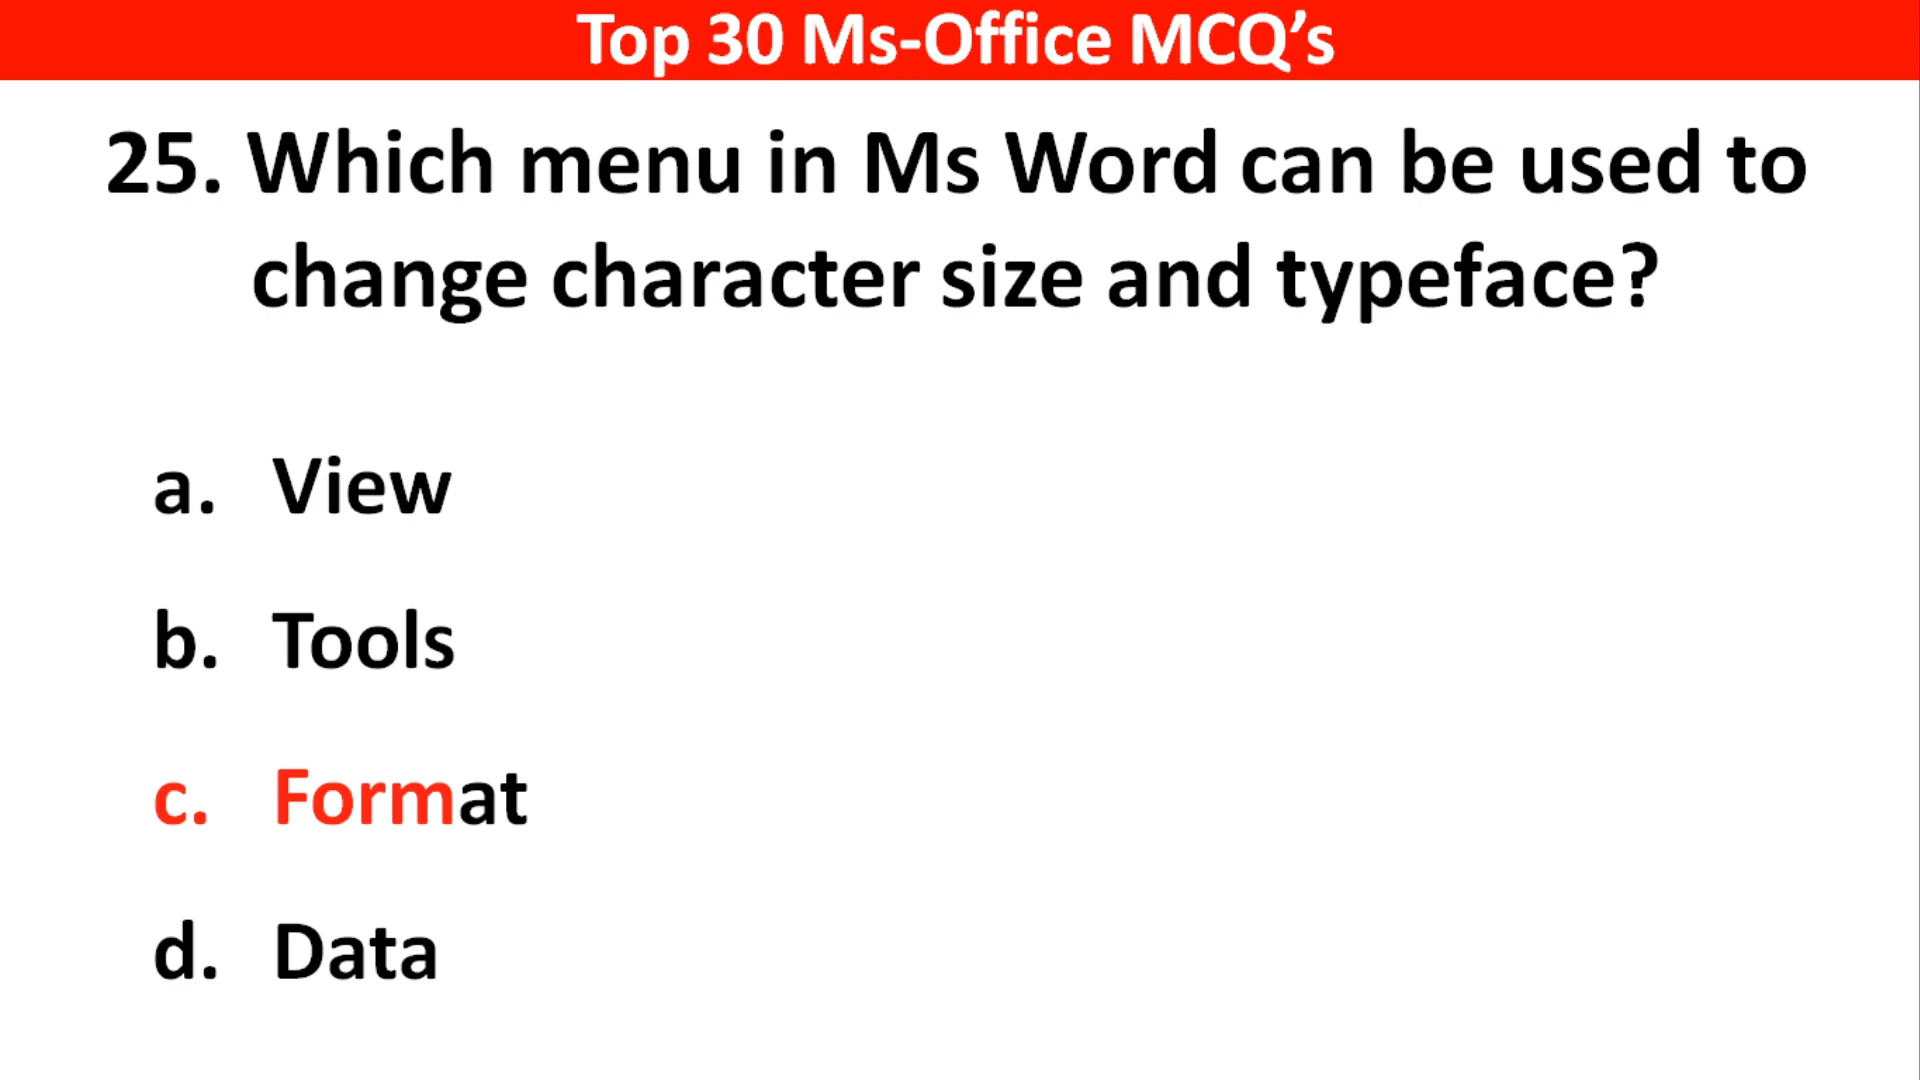 Top 30 Ms-Office MCQ’s
25. Which menu in Ms Word can be used to
change character size and typeface?
a. View
b. Tools
c. Format
d. Data